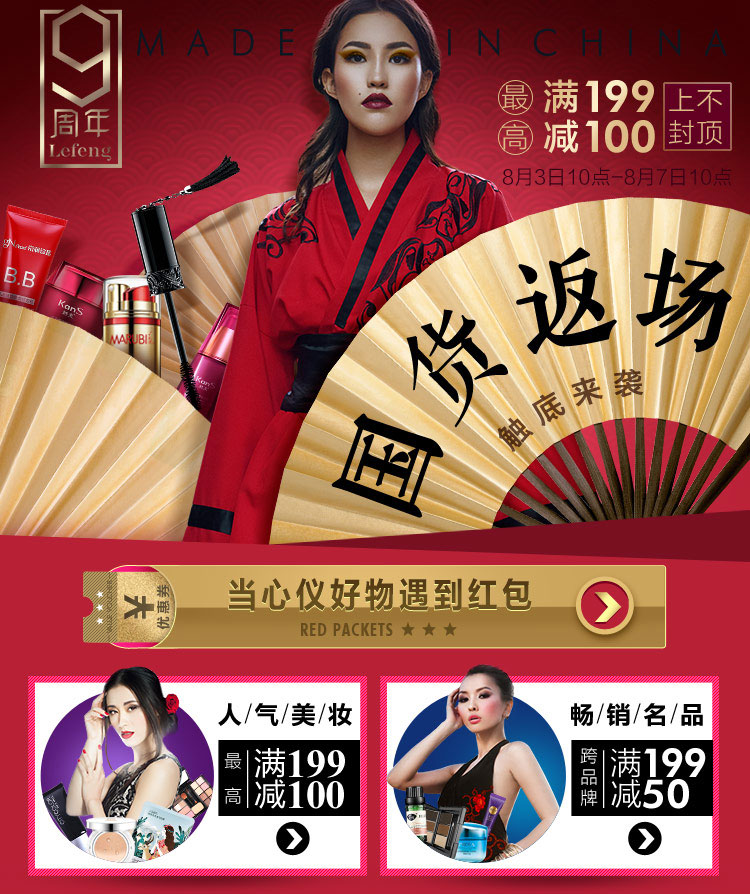 MADE IN CHINA
9
周年
Lefeng
最高
满199
减100
上不封顶
8月3日10点-8月7日10点
B.B
KanS
MARUBI
KanS
国货返场
触底来袭
优惠券
¥
当心仪好物遇到红包
RED PACKETS ★ ★ ★
人/气/美/妆
最高
满199
减100
畅/销/名/品
跨品牌
满199
减50